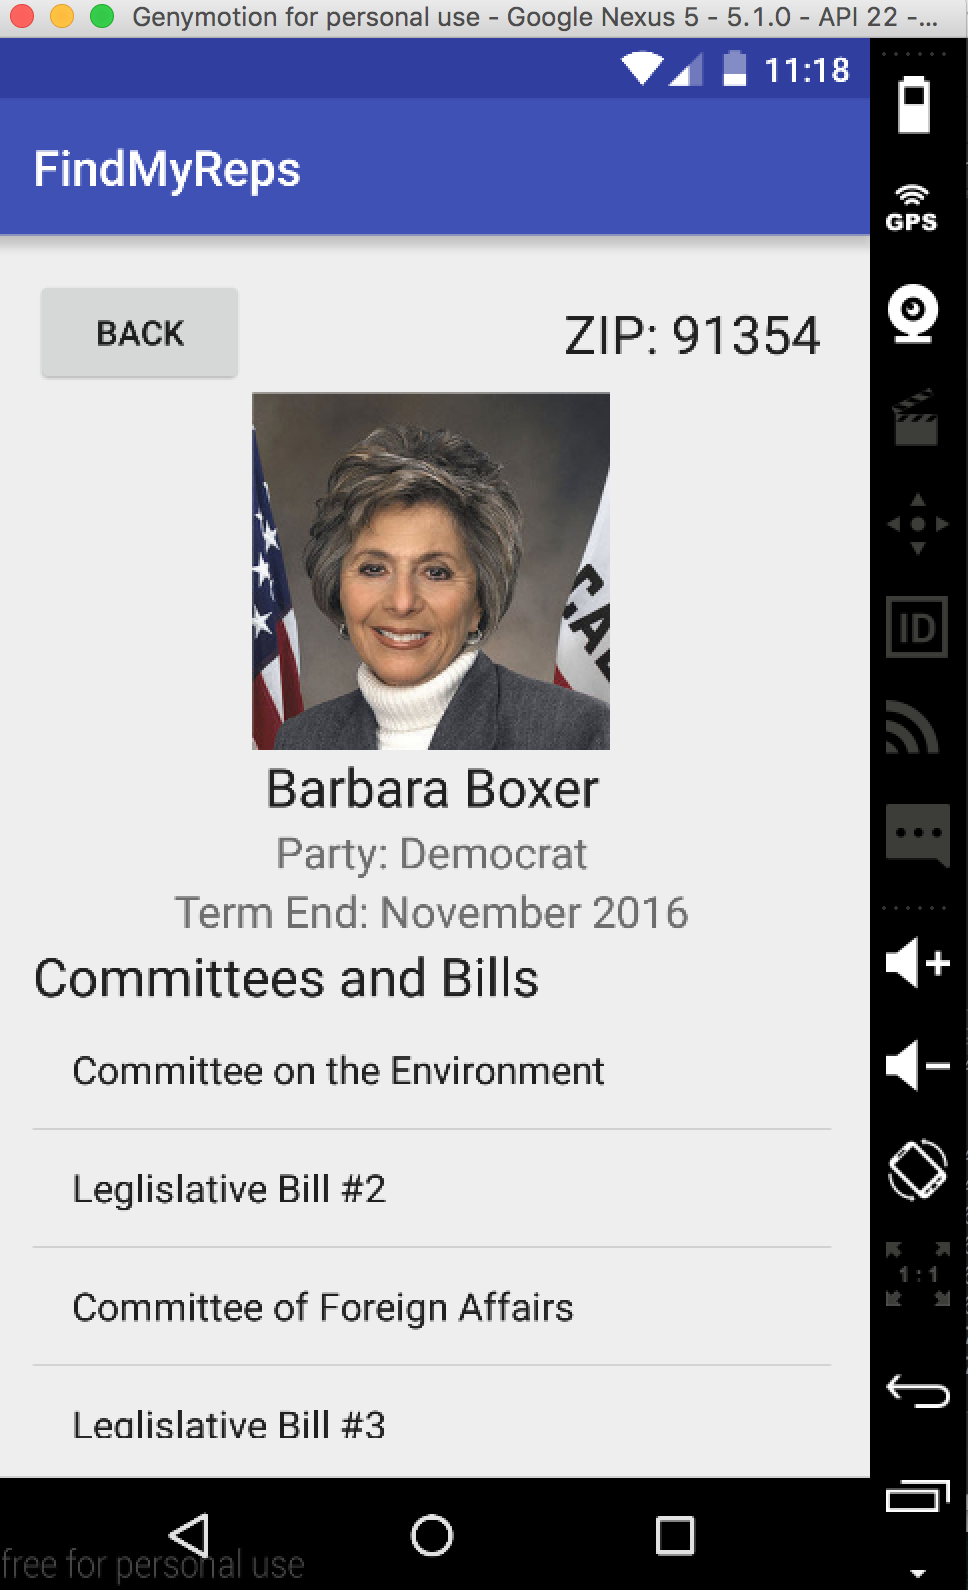 Genymotion for personal use - Google Nexus 5 - 5.1.0 - API 22 -...
11:18
FindMyReps
GPS
BACK
ZIP: 91354
CAL
ID
Barbara Boxer
Party: Democrat
Term End: November 2016
Committees and Bills
Committee on the Environment
Leglislative Bill #2
1:1
Committee of Foreign Affairs
Leglislative Bill #3
free for personal use